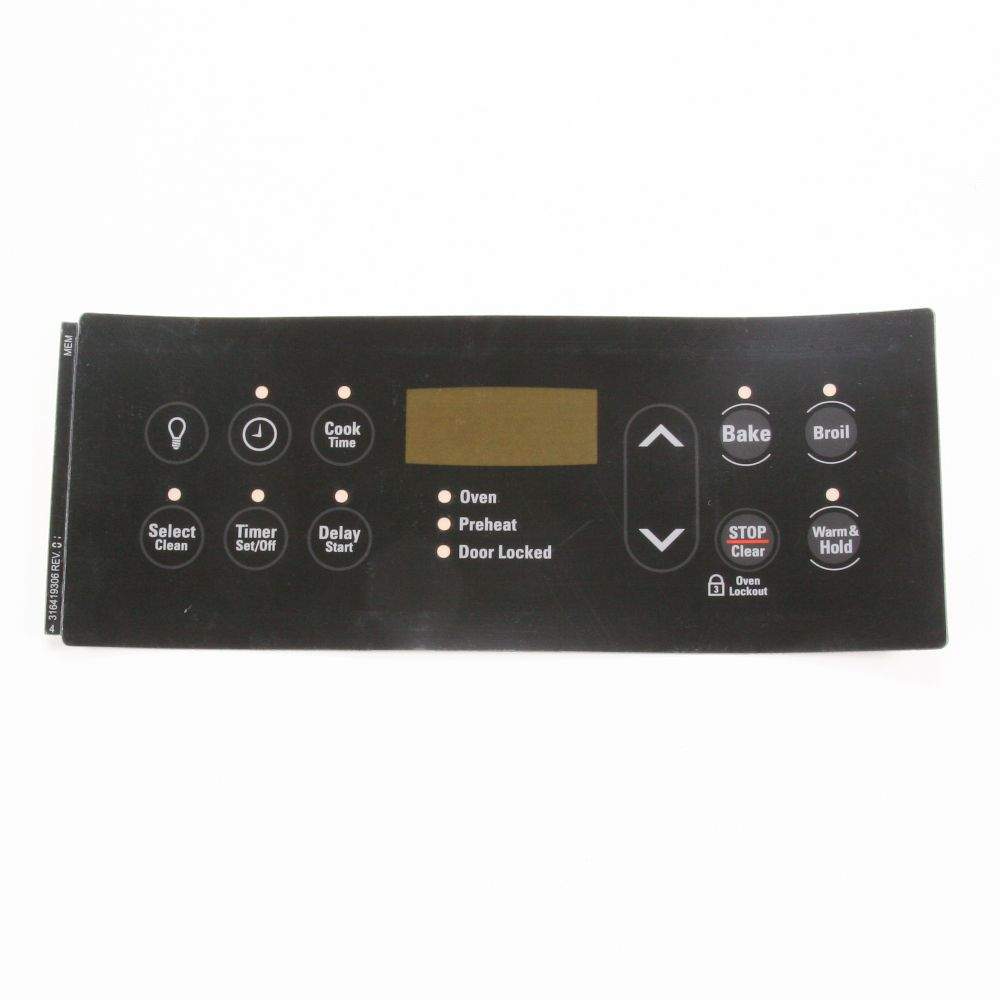 MEM
4 316419306 REV.
Cook
Time
Select
Clean
Timer
Set/Off
Delay
Start
Oven
Preheat
Door Locked
Bake
Broil
STOP
Clear
Warm &
Hold
3
Oven
Lockout